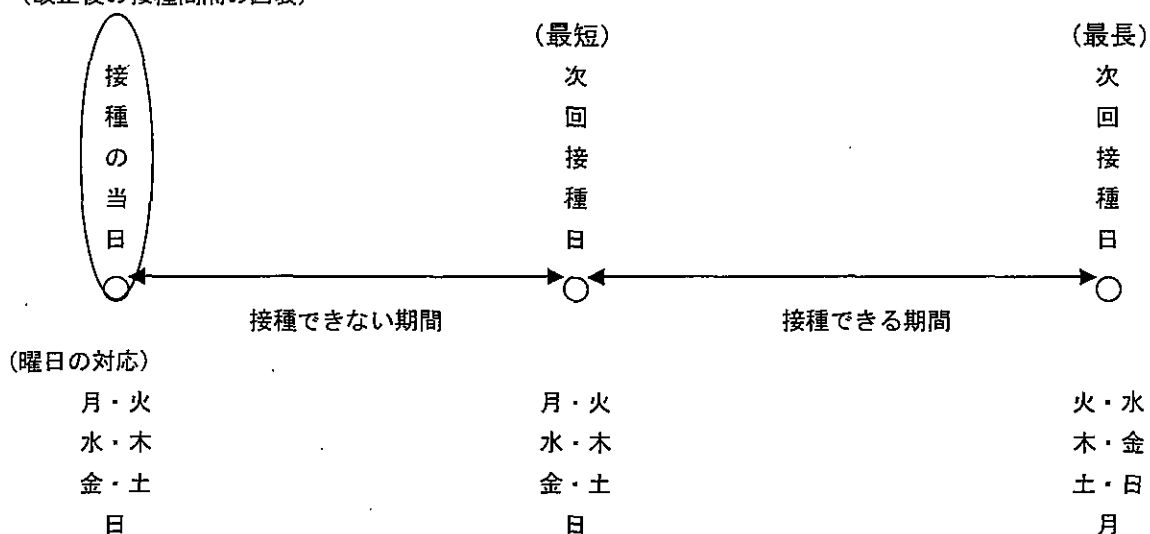 (最短)
(最長)
接種の当日
次回接種日
次回接種日
接種できない期間
接種できる期間
(曜日の対応)
月・火
月・火
火・水
水・木
水・木
木・金
金・土
金・土
土・日
日
日
月